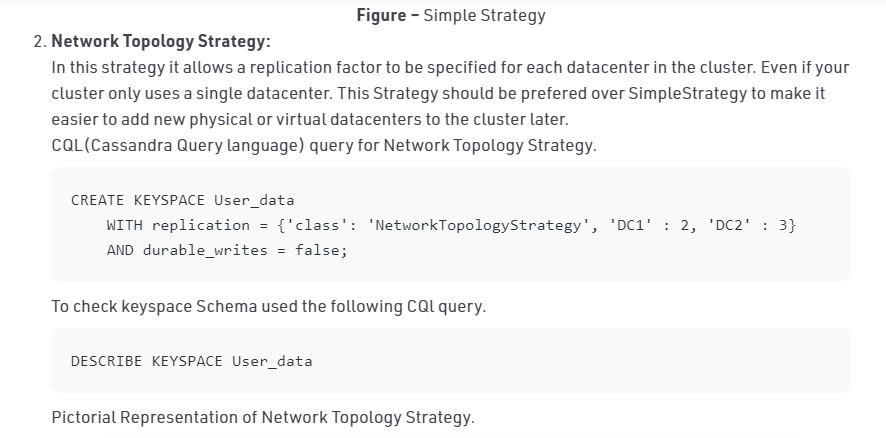 Figure – Simple Strategy
2. Network Topology Strategy:
In this strategy it allows a replication factor to be specified for each datacenter in the cluster. Even if your
cluster only uses a single datacenter. This Strategy should be prefered over SimpleStrategy to make it
easier to add new physical or virtual datacenters to the cluster later.
CQL(Cassandra Query language) query for Network Topology Strategy.
CREATE KEYSPACE User_data
WITH replication = {'class': 'NetworkTopologyStrategy', 'DC1' : 2, 'DC2' : 3}
AND durable_writes = false;
To check keyspace Schema used the following CQl query.
DESCRIBE KEYSPACE User_data
Pictorial Representation of Network Topology Strategy.